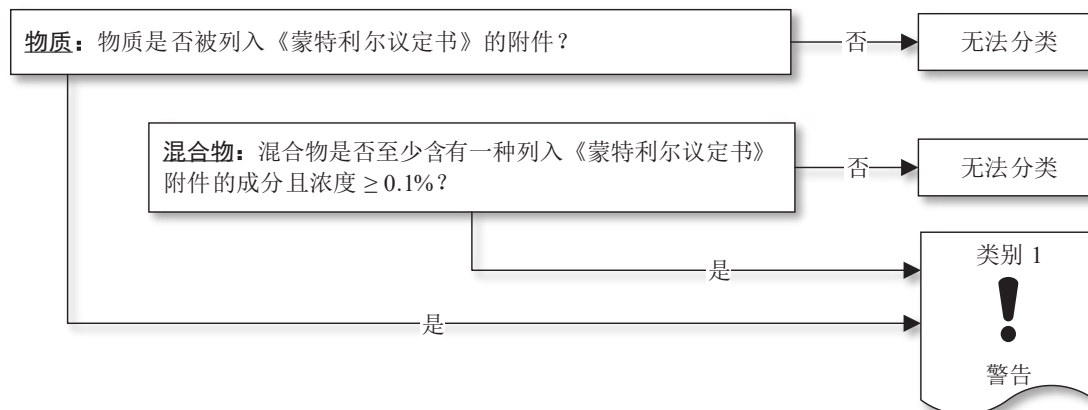 物质：物质是否被列入《蒙特利尔议定书》的附件？
否
无法分类
混合物：混合物是否至少含有一种列入《蒙特利尔议定书》
附件的成分且浓度 ≥ 0.1%？
否
无法分类
是
类别 1
是
警告